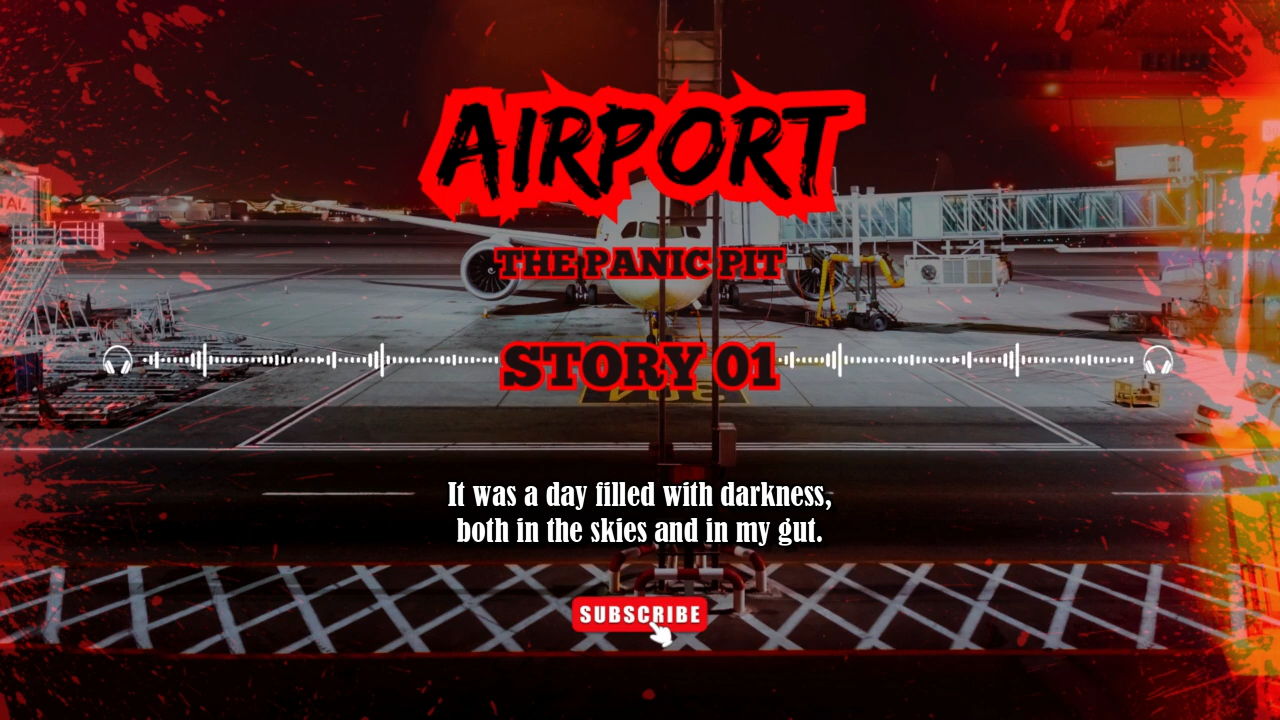 AIRPORT
THE PANIC PIT
STORY 01
It was a day filled with darkness,
both in the skies and in my gut.
SUBSCRIBE